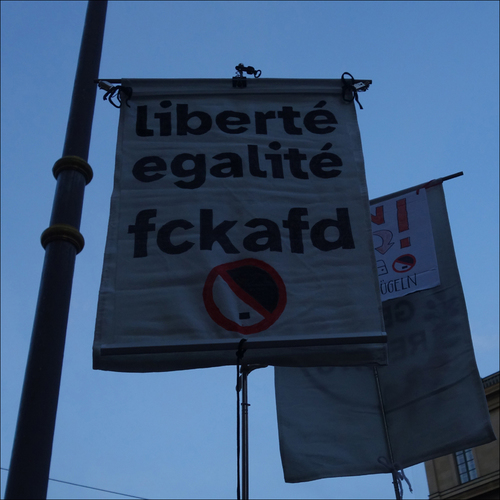 liberté
egalité
fckafd
!
ÖGELN